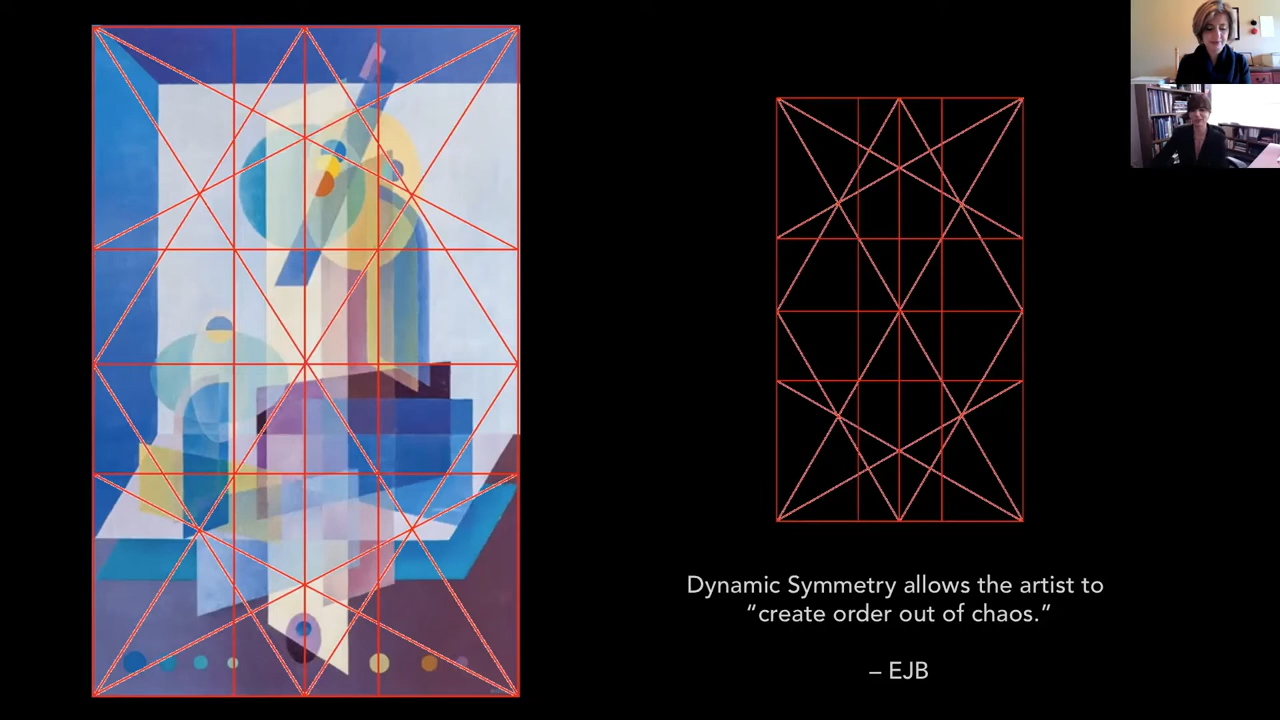 Dynamic Symmetry allows the artist to
“create order out of chaos.”
– EJB